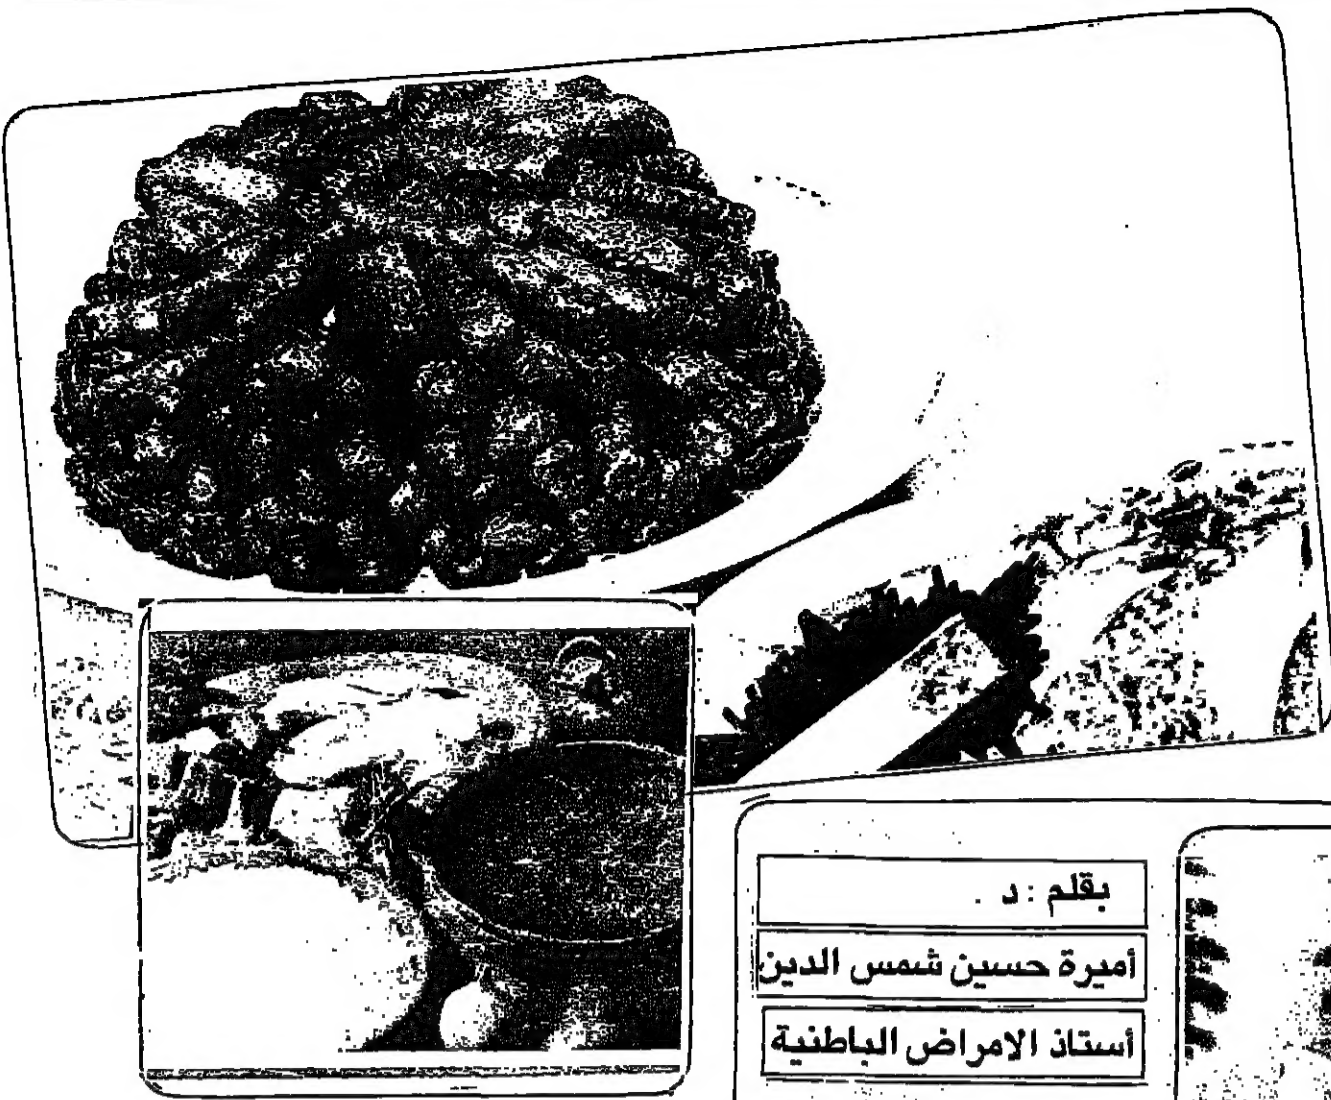 بقلم : د .
أميرة حسين شمس الدين
أستاذ الامراض الباطنية